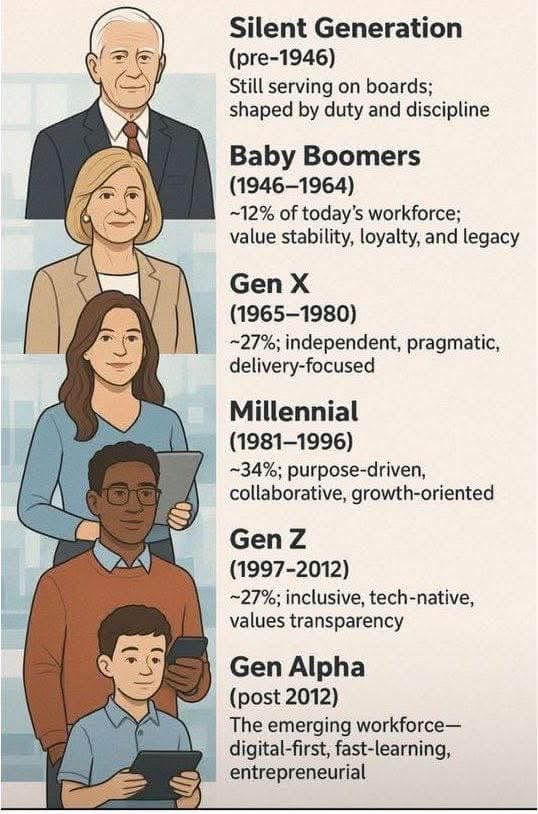 Silent Generation
(pre-1946)
Still serving on boards;
shaped by duty and discipline
Baby Boomers
(1946–1964)
~12% of today's workforce;
value stability, loyalty, and legacy
Gen X
(1965–1980)
~27%; independent, pragmatic,
delivery-focused
Millennial
(1981–1996)
~34%; purpose-driven,
collaborative, growth-oriented
Gen Z
(1997–2012)
~27%; inclusive, tech-native,
values transparency
Gen Alpha
(post 2012)
The emerging workforce—
digital-first, fast-learning,
entrepreneurial